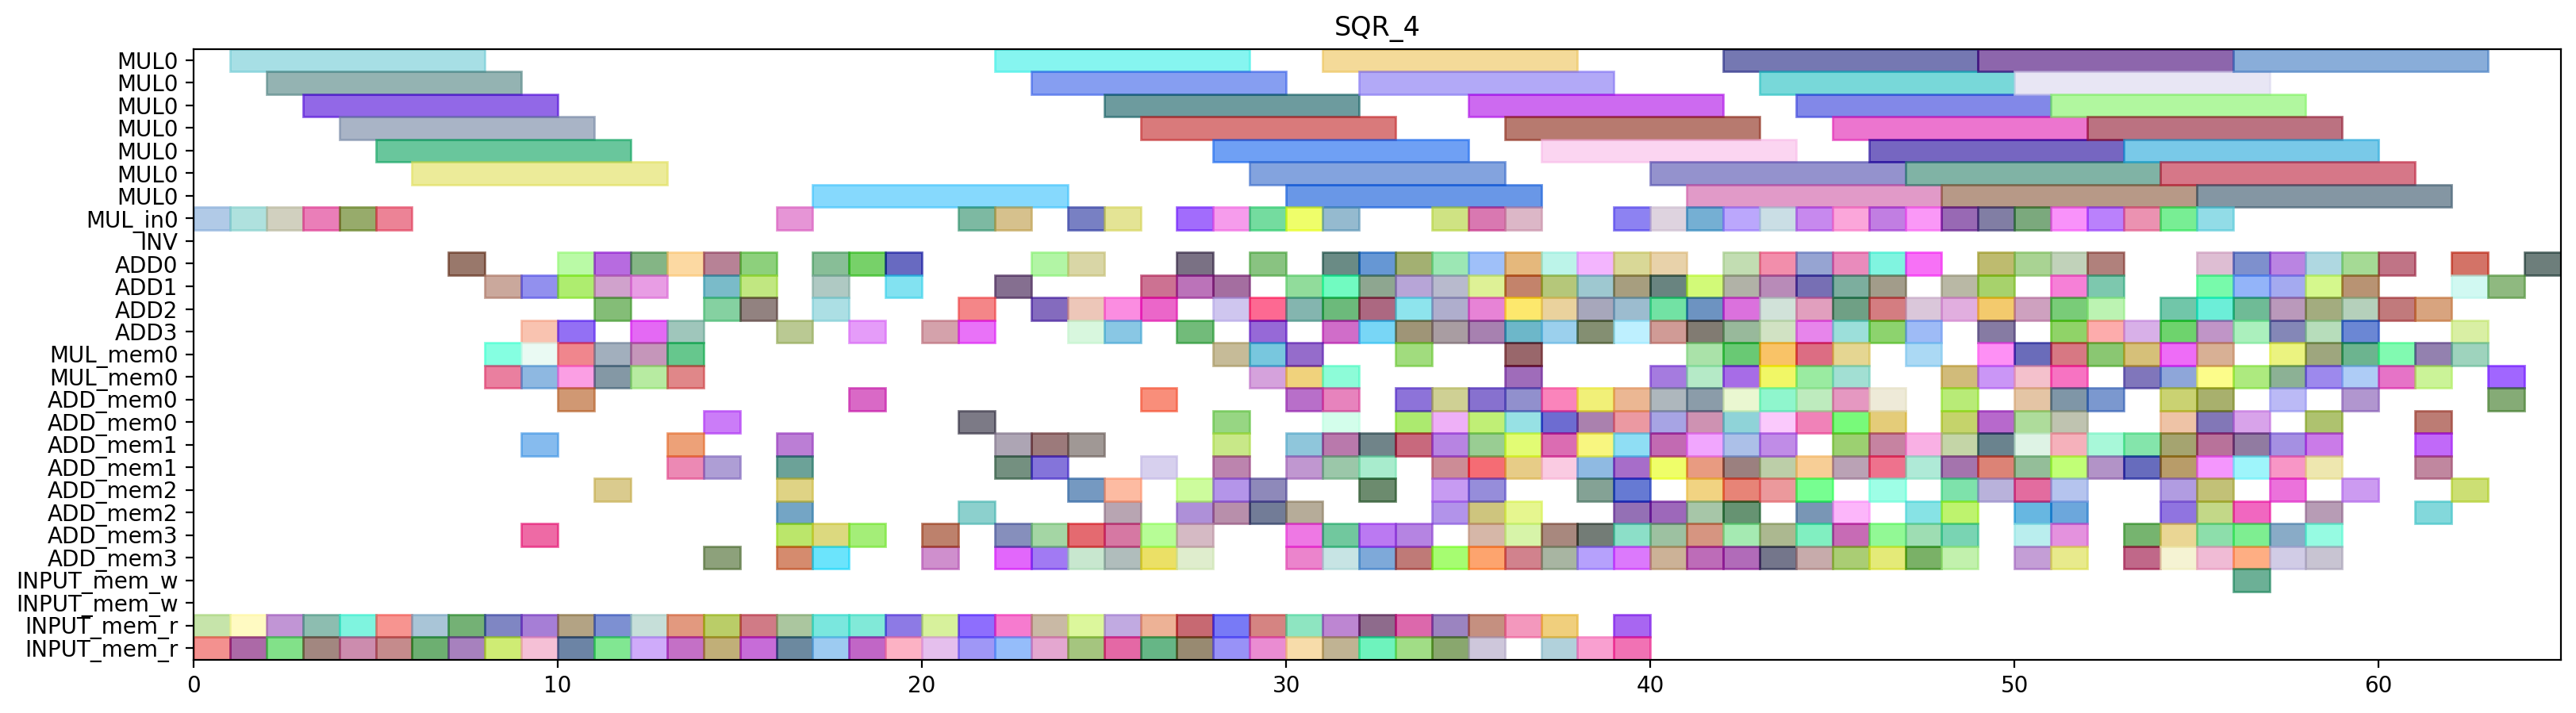 SQR_4
MUL0
MUL0
MUL0
MUL0
MUL0
MUL0
MUL0
MUL_in0
INV
ADD0
ADD1
ADD2
ADD3
MUL_mem0
MUL_mem0
ADD_mem0
ADD_mem0
ADD_mem1
ADD_mem1
ADD_mem2
ADD_mem2
ADD_mem3
ADD_mem3
INPUT_mem_w
INPUT_mem_w
INPUT_mem_r
INPUT_mem_r
0 10 20 30 40 50 60